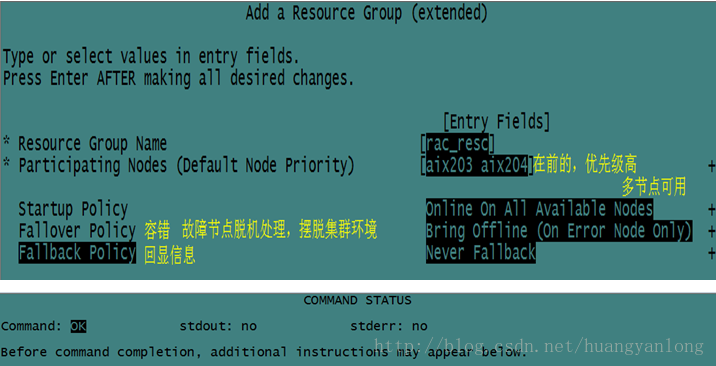 Add a Resource Group (extended)
Type or select values in entry fields.
Press Enter AFTER making all desired changes.
[Entry Fields]
* Resource Group Name [rac_resc]
* Participating Nodes (Default Node Priority) [aix203 aix204] 在前的，优先级高 +
多节点可用
Startup Policy Online On All Available Nodes +
Fallover Policy 容错 故障节点脱机处理，摆脱集群环境 Bring Offline (On Error Node Only) +
Fallback Policy 回显信息 Never Fallback +
COMMAND STATUS
Command: OK stdout: no stderr: no
Before command completion, additional instructions may appear below.
http://blog.csdn.net/huangyanlong